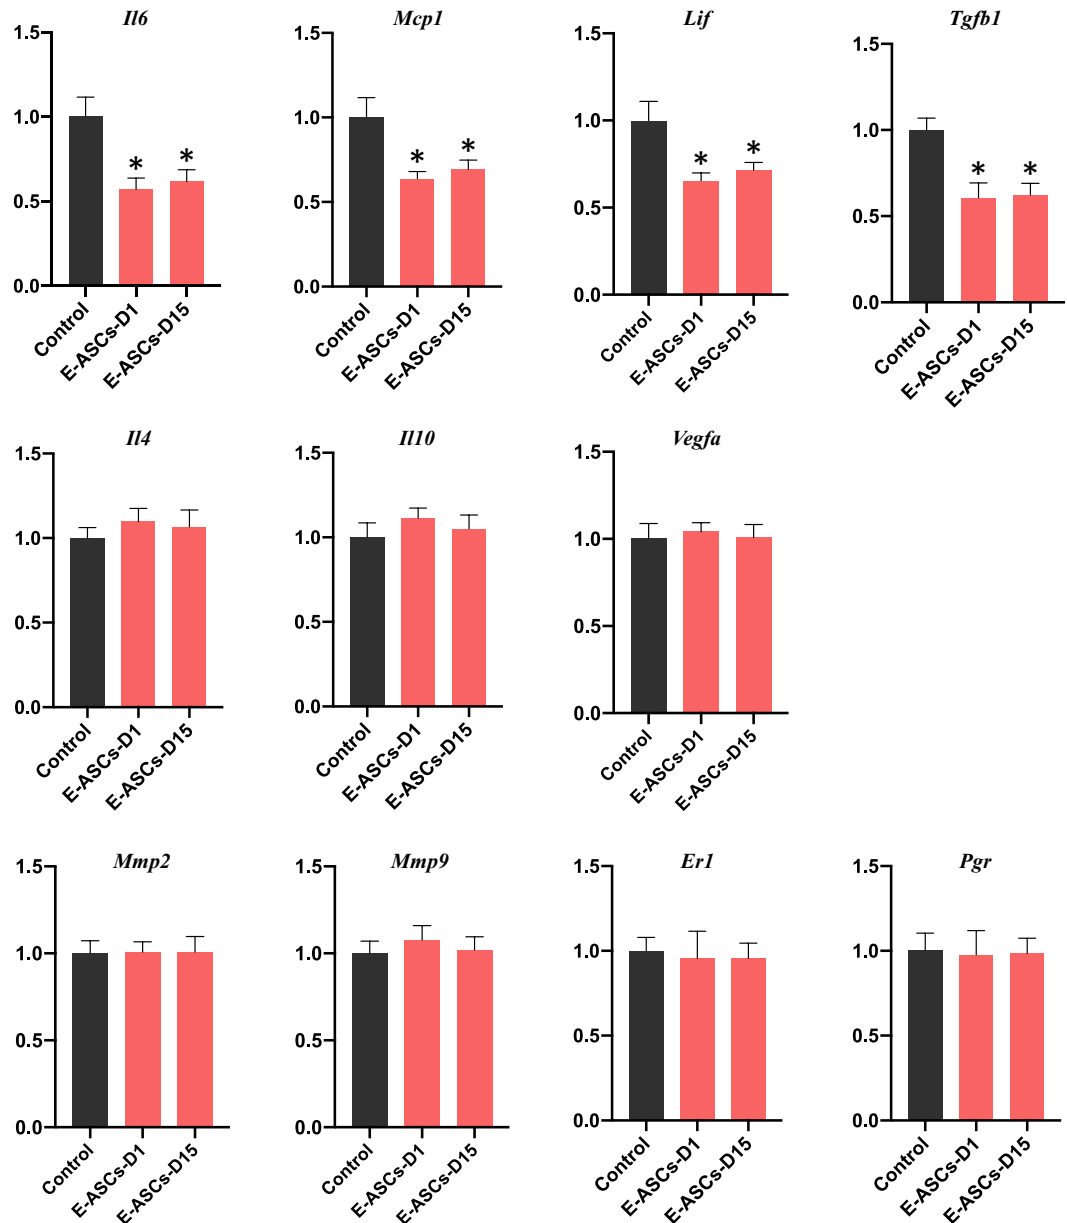 Il6
1.5
1.0
0.5
0.0
*
*
Control
E-ASCs-D1
E-ASCs-D15
Mcp1
1.5
1.0
0.5
0.0
*
*
Control
E-ASCs-D1
E-ASCs-D15
Lif
1.5
1.0
0.5
0.0
*
*
Control
E-ASCs-D1
E-ASCs-D15
Tgfb1
1.5
1.0
0.5
0.0
*
*
Control
E-ASCs-D1
E-ASCs-D15
Il4
1.5
1.0
0.5
0.0
Control
E-ASCs-D1
E-ASCs-D15
Il10
1.5
1.0
0.5
0.0
Control
E-ASCs-D1
E-ASCs-D15
Vegfa
1.5
1.0
0.5
0.0
Control
E-ASCs-D1
E-ASCs-D15
Mmp2
1.5
1.0
0.5
0.0
Control
E-ASCs-D1
E-ASCs-D15
Mmp9
1.5
1.0
0.5
0.0
Control
E-ASCs-D1
E-ASCs-D15
Er1
1.5
1.0
0.5
0.0
Control
E-ASCs-D1
E-ASCs-D15
Pgr
1.5
1.0
0.5
0.0
Control
E-ASCs-D1
E-ASCs-D15